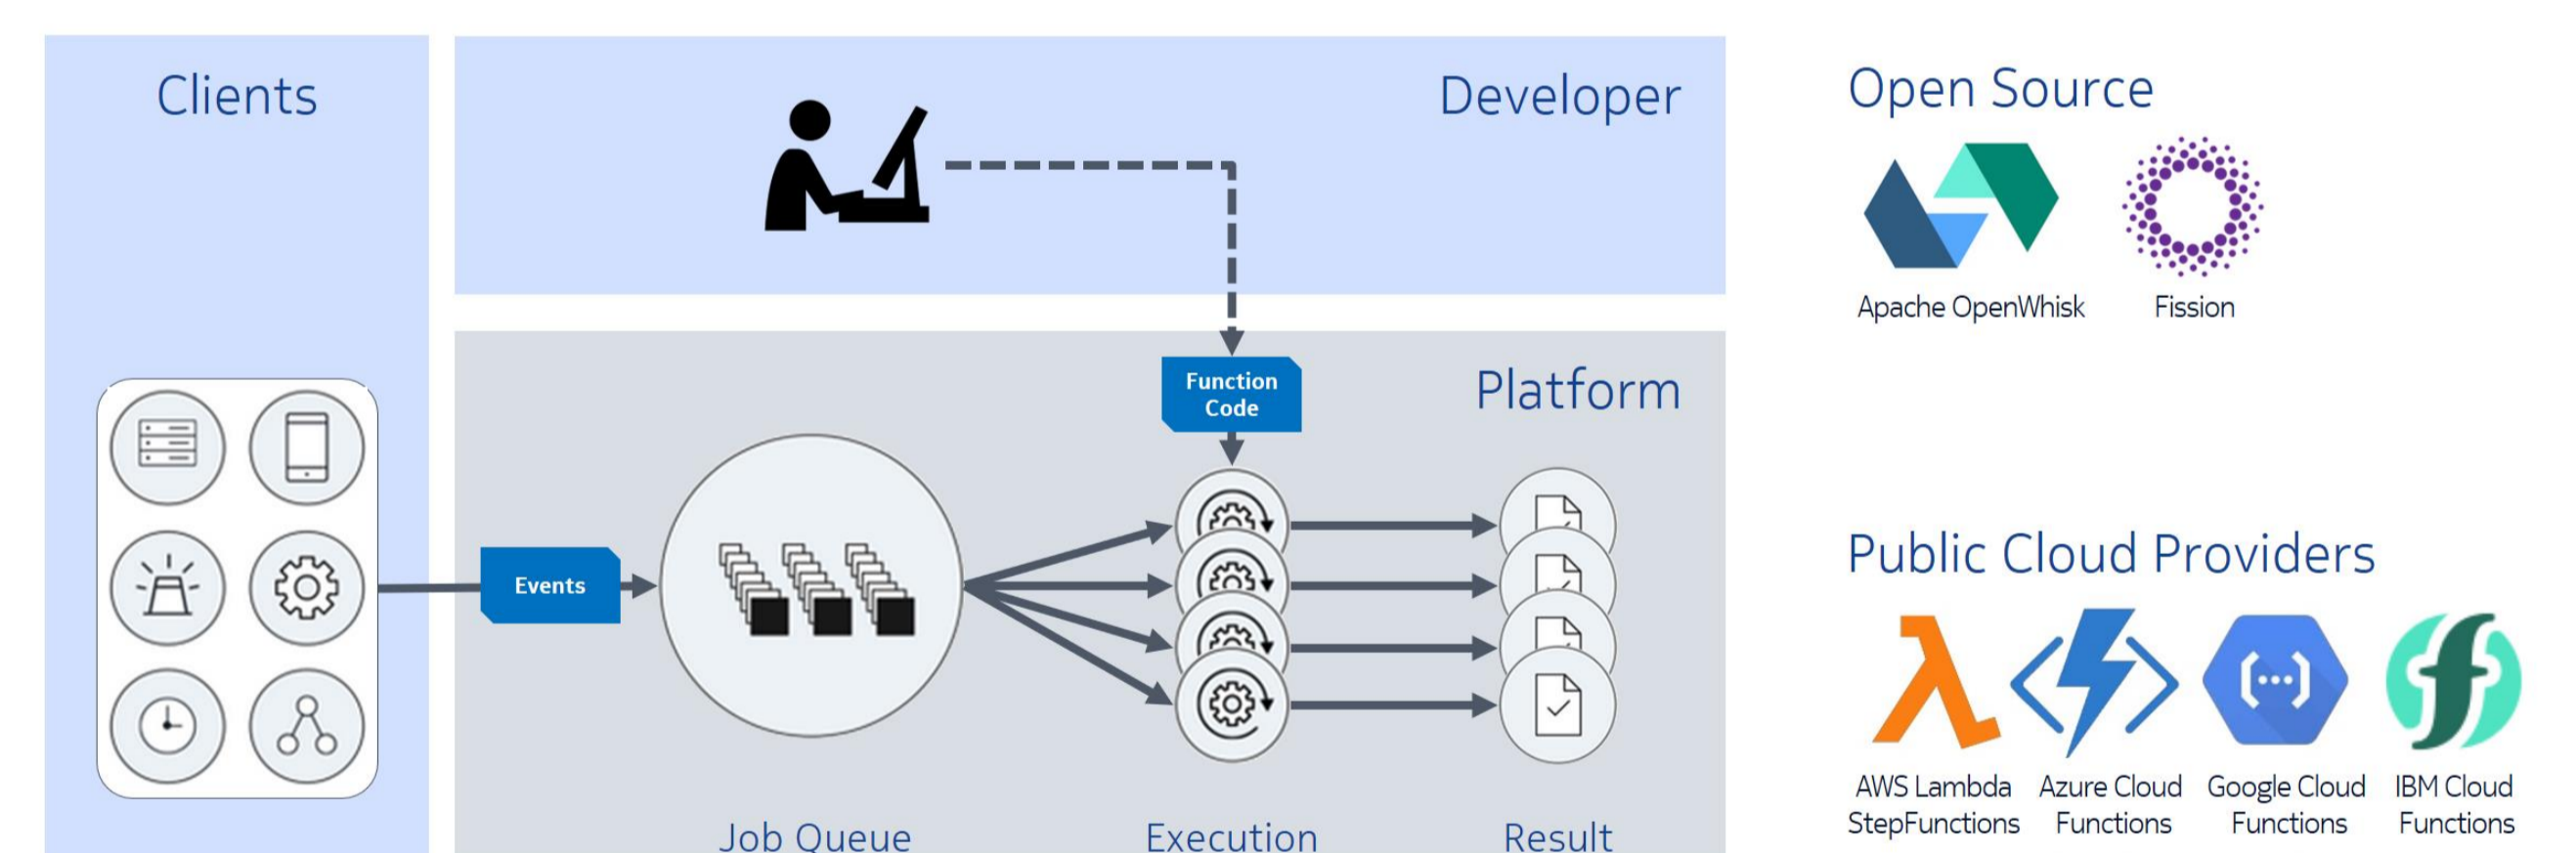 Clients
Developer
Function
Code
Platform
Events
Job Queue
Execution
Result
Open Source
Apache OpenWhisk
Fission
Public Cloud Providers
AWS Lambda
StepFunctions
Azure Cloud
Functions
Google Cloud
Functions
IBM Cloud
Functions